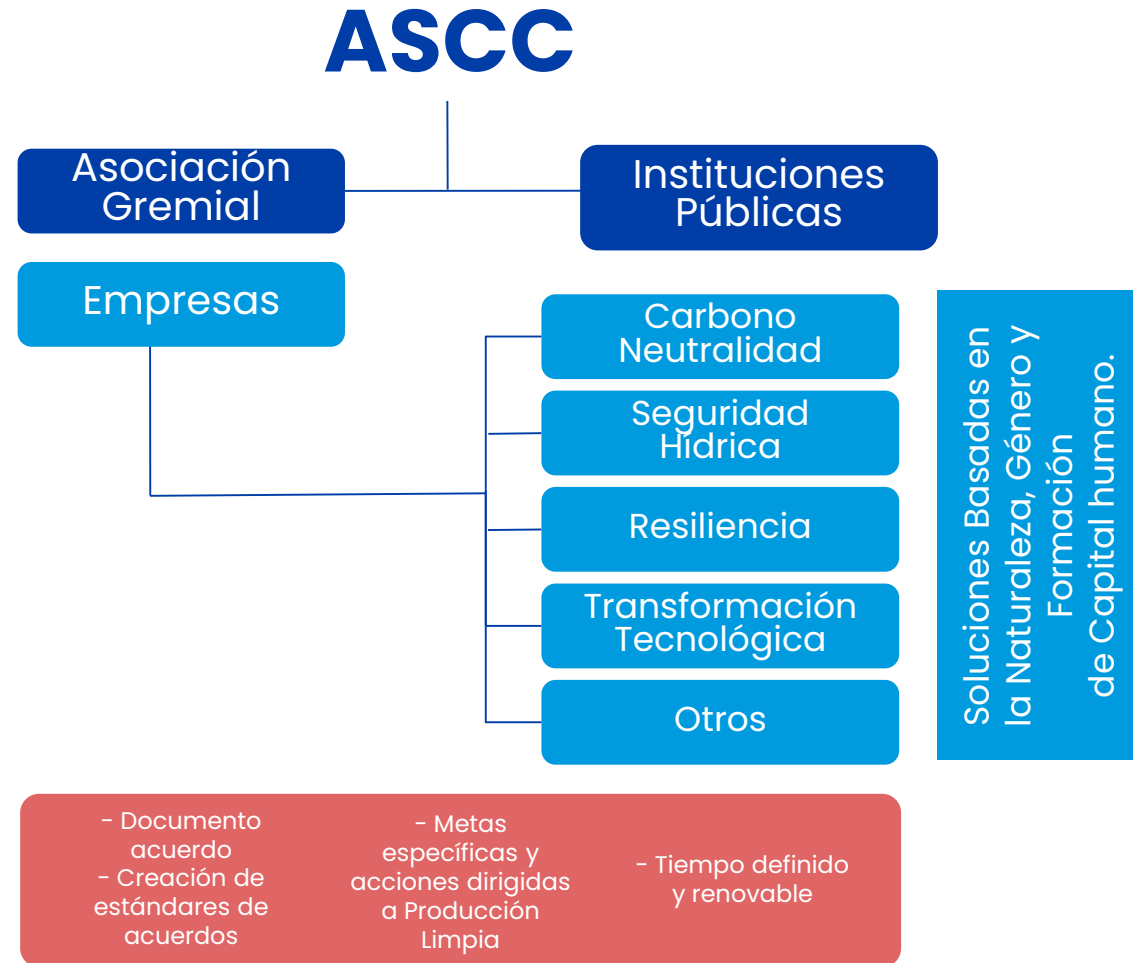 ASCC
Asociación
Gremial
Instituciones
Públicas
Empresas
Carbono
Neutralidad
Seguridad
Hídrica
Resiliencia
Transformación
Tecnológica
Otros
Soluciones Basadas en
la Naturaleza, Género y
Formación
de Capital humano.
- Documento
acuerdo
- Creación de
estándares de
acuerdos
- Metas
específicas y
acciones dirigidas
a Producción
Limpia
- Tiempo definido
y renovable